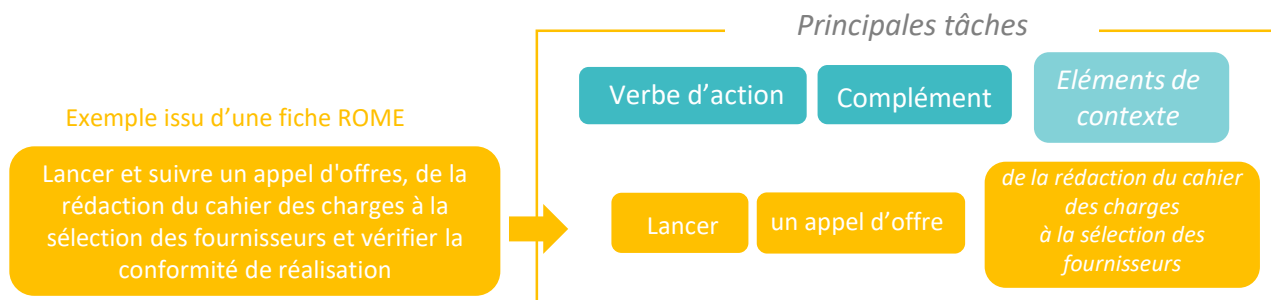 Principales tâches
Verbe d'action
Complément
Eléments de
contexte
Exemple issu d'une fiche ROME
Lancer et suivre un appel d'offres, de la
rédaction du cahier des charges à la
sélection des fournisseurs et vérifier la
conformité de réalisation
Lancer
un appel d'offre
de la rédaction du cahier
des charges
à la sélection des
fournisseurs